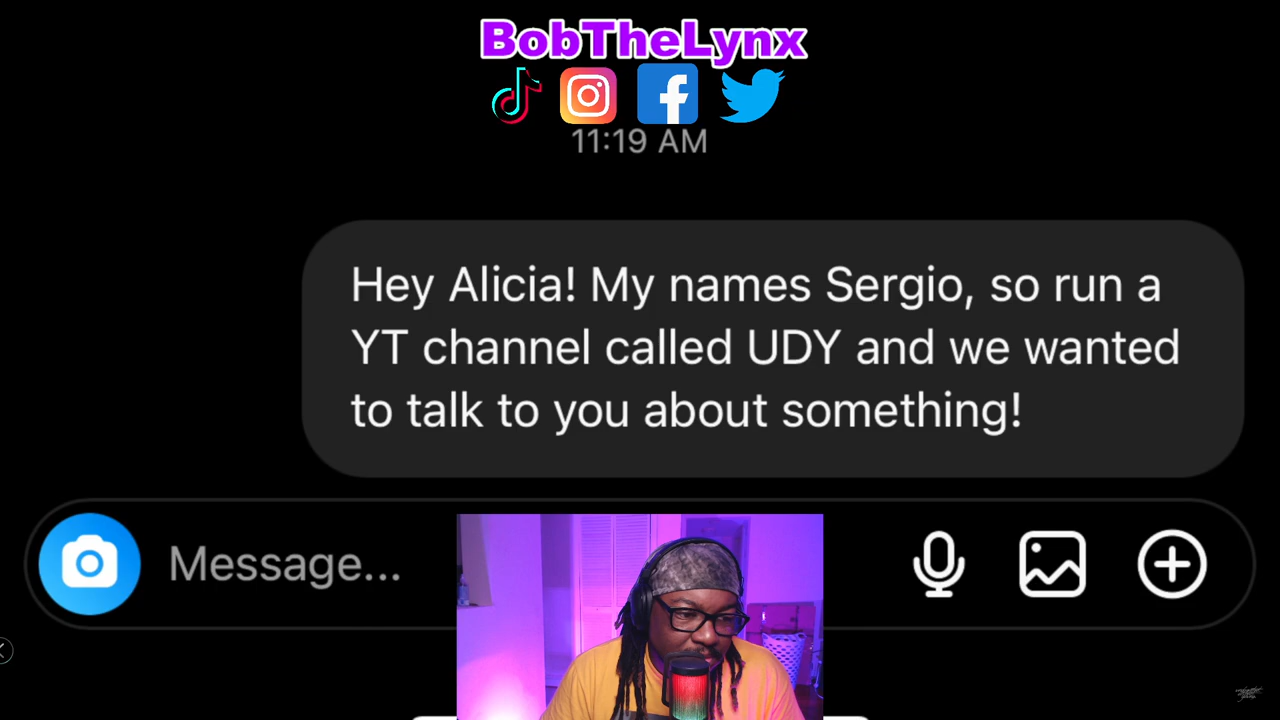 BobTheLynx
11:19 AM
Hey Alicia! My names Sergio, so run a
YT channel called UDY and we wanted
to talk to you about something!
Message...